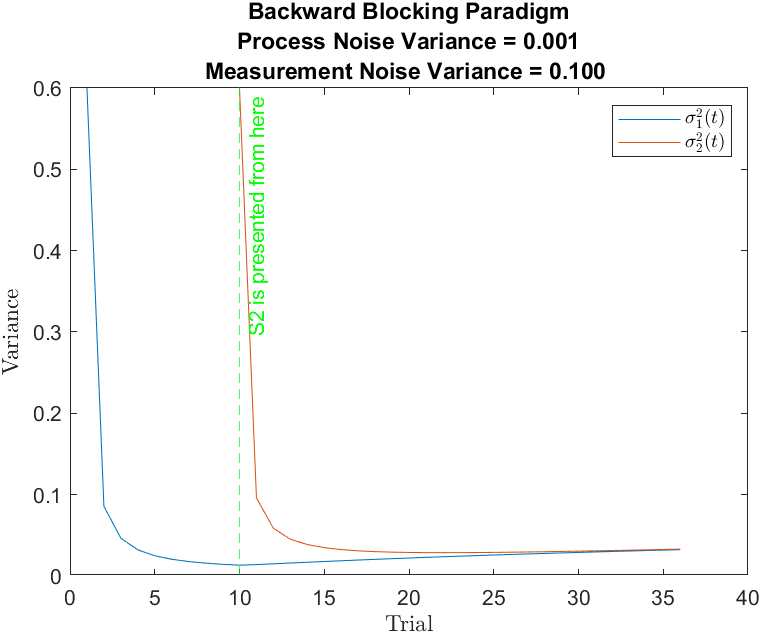 Backward Blocking Paradigm
Process Noise Variance = 0.001
Measurement Noise Variance = 0.100
0.6
0.5
0.4
0.3
0.2
0.1
0
Variance
S2 is presented from here
σ₁²(t)
σ₂²(t)
0 5 10 15 20 25 30 35 40
Trial